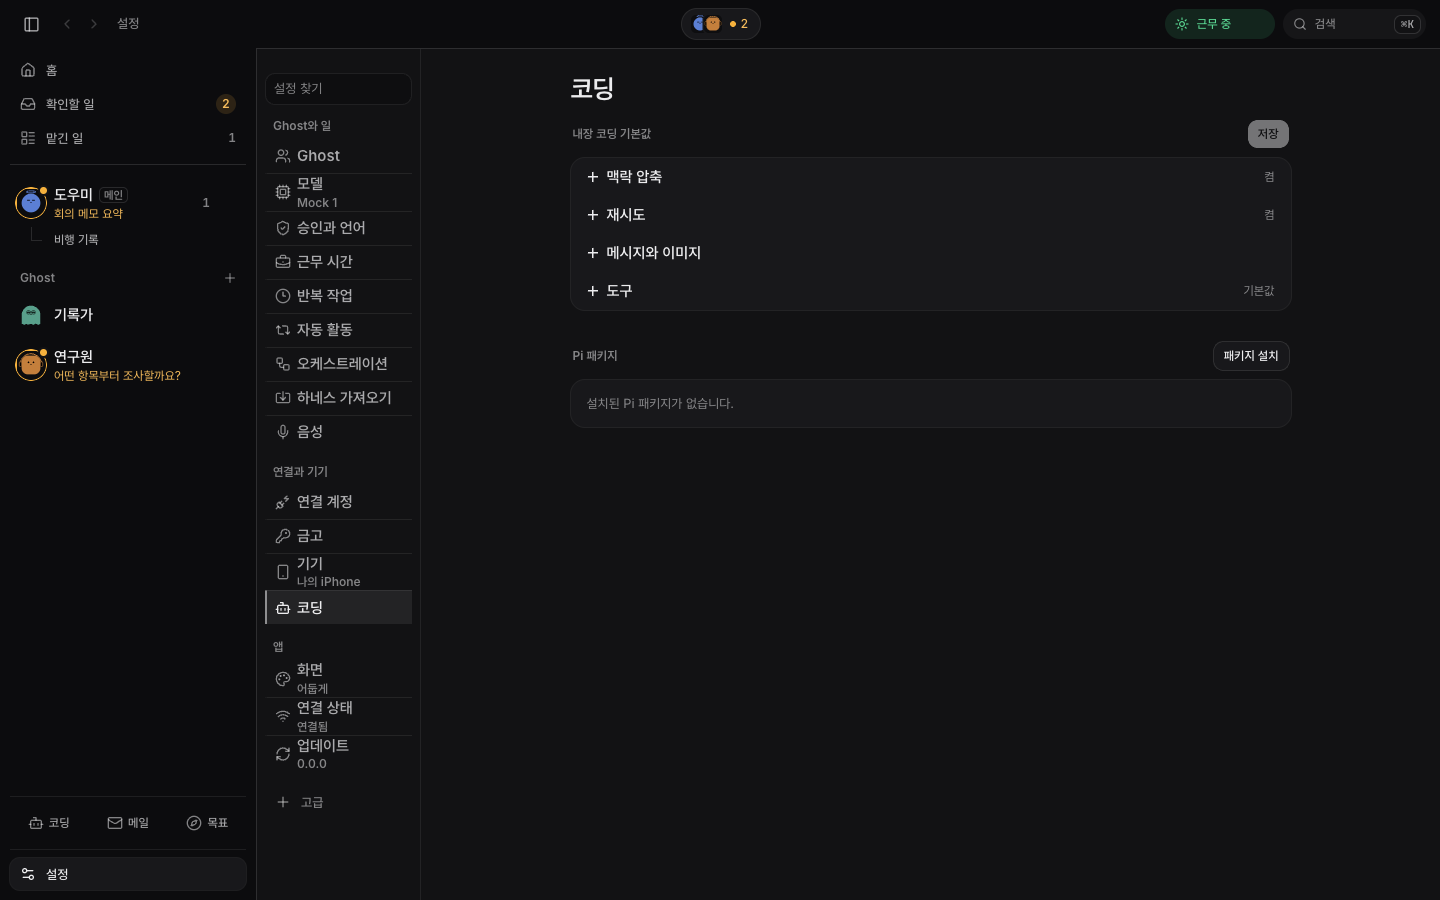 설정
2
근무 중
검색
⌘K
홈
확인할 일
2
맡긴 일
1
도우미
메인
회의 메모 요약
1
비행 기록
Ghost
기록가
연구원
어떤 항목부터 조사할까요?
코딩
메일
목표
설정
설정 찾기
Ghost와 일
Ghost
모델
Mock 1
승인과 언어
근무 시간
반복 작업
자동 활동
오케스트레이션
하네스 가져오기
음성
연결과 기기
연결 계정
금고
기기
나의 iPhone
코딩
앱
화면
어둡게
연결 상태
연결됨
업데이트
0.0.0
고급
코딩
내장 코딩 기본값
저장
맥락 압축
켬
재시도
켬
메시지와 이미지
도구
기본값
Pi 패키지
패키지 설치
설치된 Pi 패키지가 없습니다.